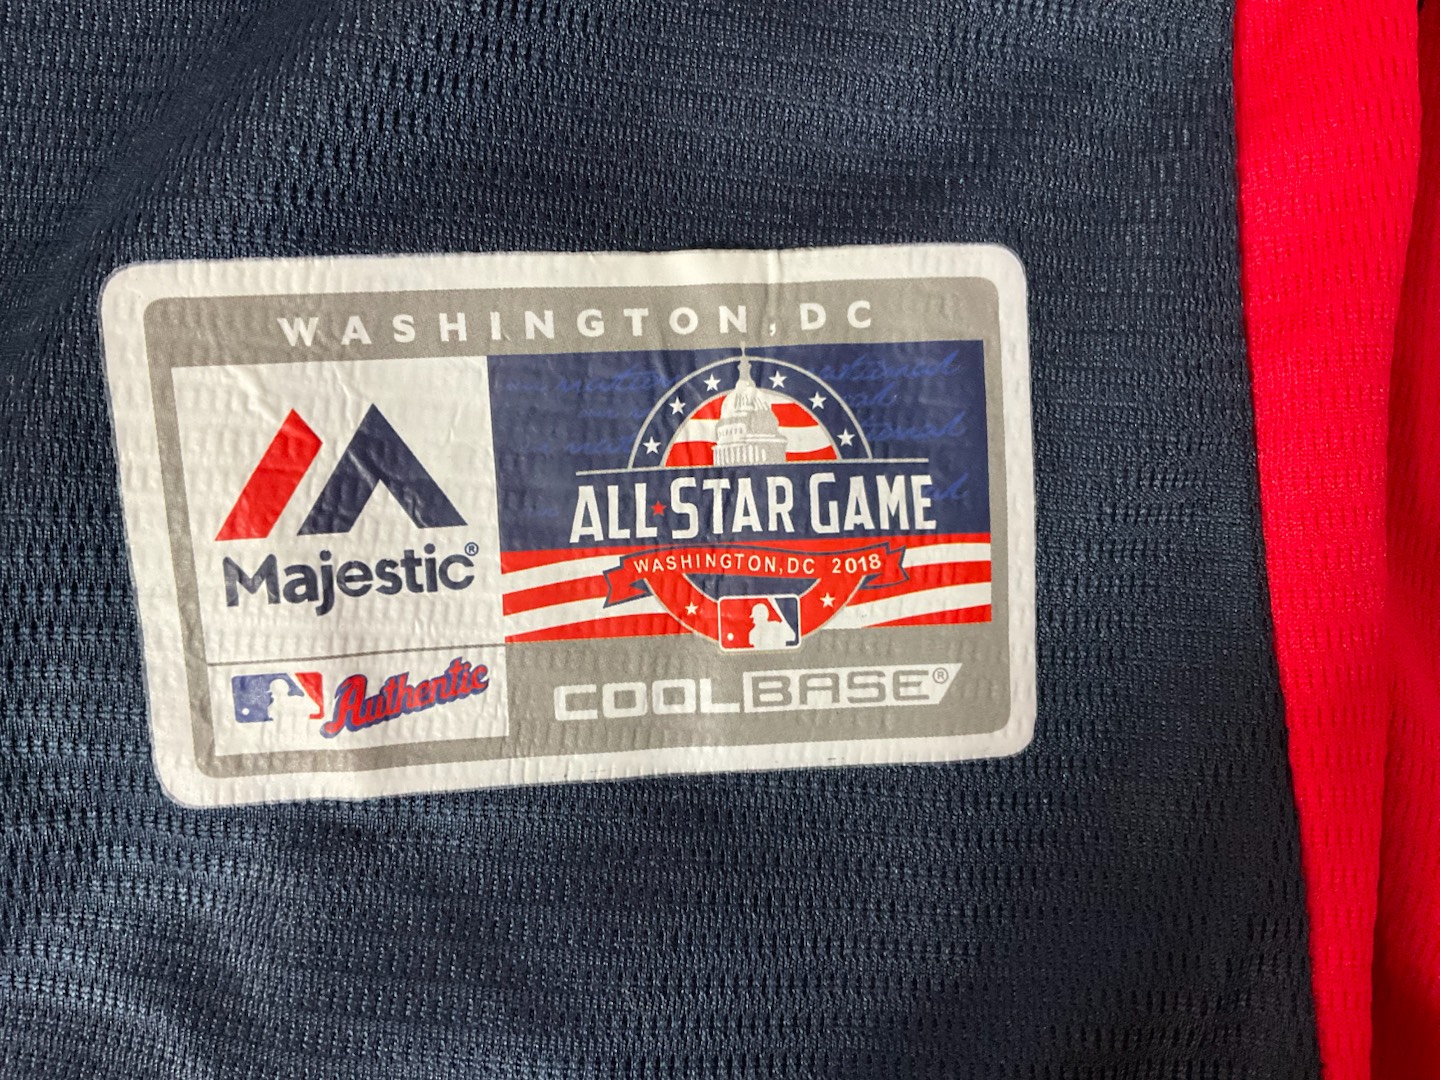 WASHINGTON, DC
ALL★STAR GAME
WASHINGTON, DC 2018
Majestic®
Authentic
COOLBASE®